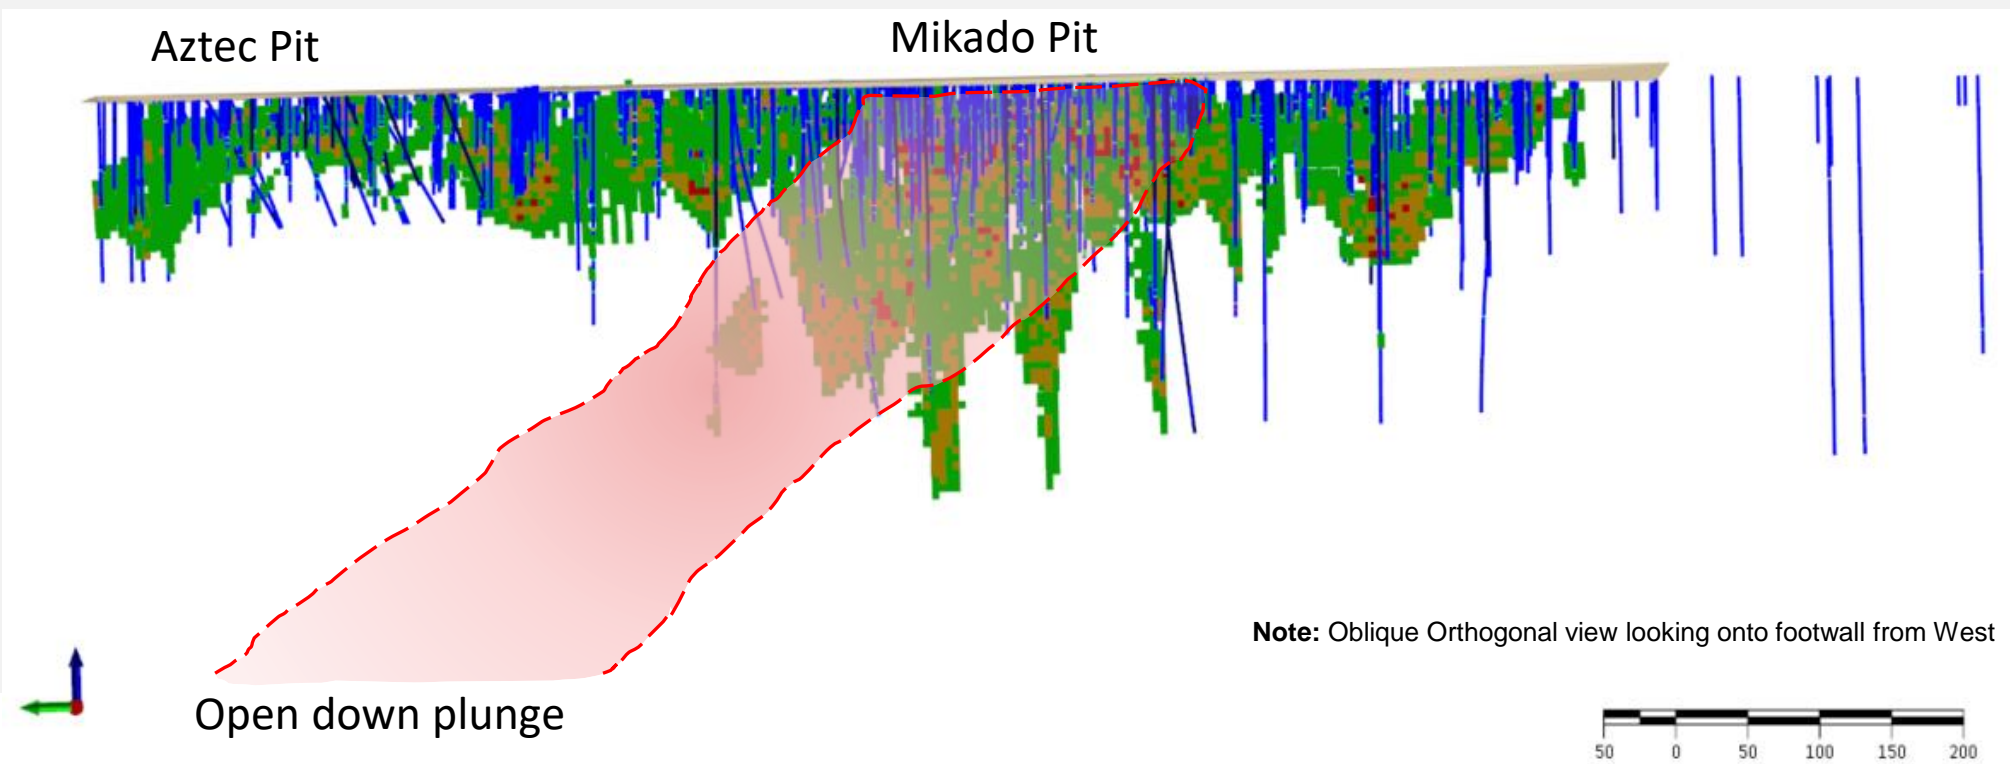 Aztec Pit
Mikado Pit
Note: Oblique Orthogonal view looking onto footwall from West
Open down plunge
50 0 50 100 150 200